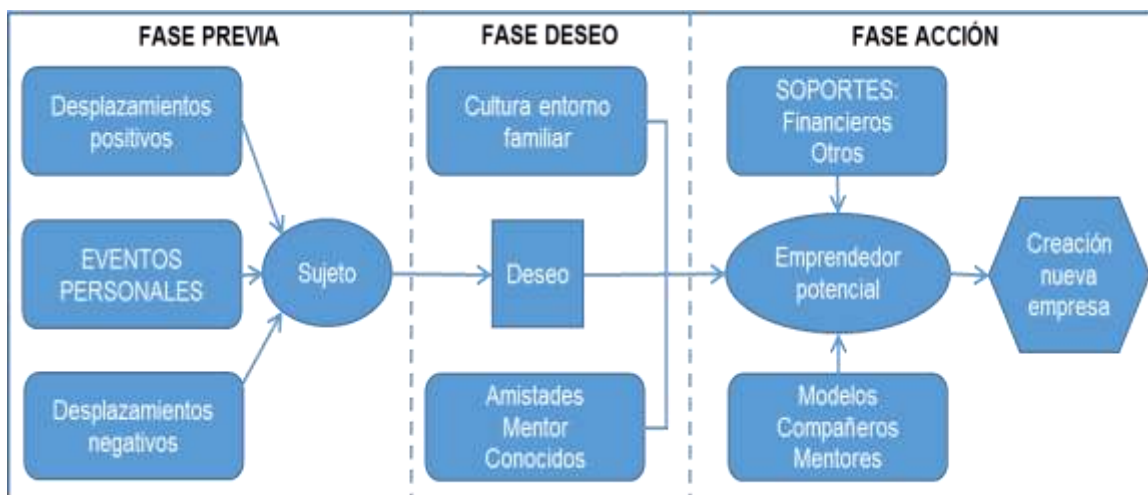 FASE PREVIA
Desplazamientos
positivos
EVENTOS
PERSONALES
Desplazamientos
negativos
Sujeto
FASE DESEO
Cultura entorno
familiar
Deseo
Amistades
Mentor
Conocidos
FASE ACCIÓN
SOPORTES:
Financieros
Otros
Emprendedor
potencial
Modelos
Compañeros
Mentores
Creación
nueva
empresa